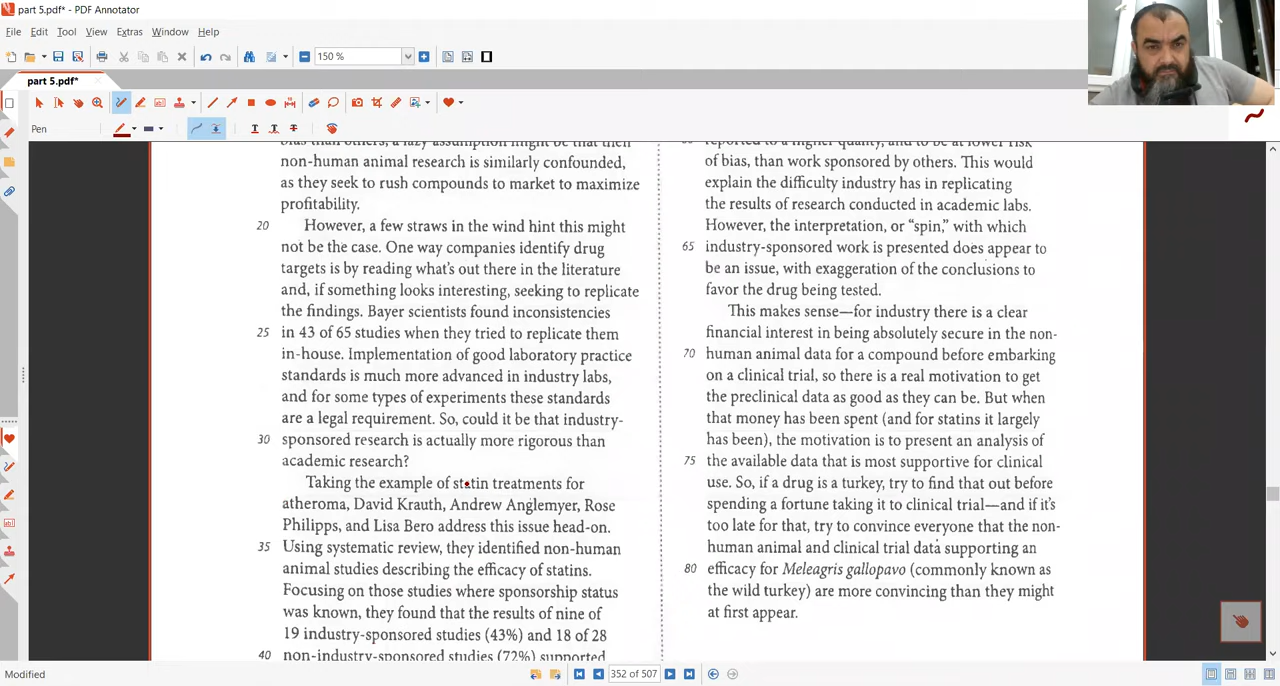 part 5.pdf* - PDF Annotator
File Edit Tool View Extras Window Help
150 %
part 5.pdf*
Pen
bias than others, a lazy assumption might be that then
non-human animal research is similarly confounded,
as they seek to rush compounds to market to maximize
profitability.
20 However, a few straws in the wind hint this might
not be the case. One way companies identify drug
targets is by reading what's out there in the literature
and, if something looks interesting, seeking to replicate
the findings. Bayer scientists found inconsistencies
25 in 43 of 65 studies when they tried to replicate them
in-house. Implementation of good laboratory practice
standards is much more advanced in industry labs,
and for some types of experiments these standards
are a legal requirement. So, could it be that industry-
30 sponsored research is actually more rigorous than
academic research?
Taking the example of statin treatments for
atheroma, David Krauth, Andrew Anglemyer, Rose
Philipps, and Lisa Bero address this issue head-on.
35 Using systematic review, they identified non-human
animal studies describing the efficacy of statins.
Focusing on those studies where sponsorship status
was known, they found that the results of nine of
19 industry-sponsored studies (43%) and 18 of 28
40 non-industry-sponsored studies (72%) supported
reported to a higher quality, and to be at lower risk
of bias, than work sponsored by others. This would
explain the difficulty industry has in replicating
the results of research conducted in academic labs.
However, the interpretation, or “spin,” with which
65 industry-sponsored work is presented does appear to
be an issue, with exaggeration of the conclusions to
favor the drug being tested.
This makes sense—for industry there is a clear
financial interest in being absolutely secure in the non-
70 human animal data for a compound before embarking
on a clinical trial, so there is a real motivation to get
the preclinical data as good as they can be. But when
that money has been spent (and for statins it largely
has been), the motivation is to present an analysis of
75 the available data that is most supportive for clinical
use. So, if a drug is a turkey, try to find that out before
spending a fortune taking it to clinical trial—and if it's
too late for that, try to convince everyone that the non-
human animal and clinical trial data supporting an
80 efficacy for Meleagris gallopavo (commonly known as
the wild turkey) are more convincing than they might
at first appear.
Modified
352 of 507